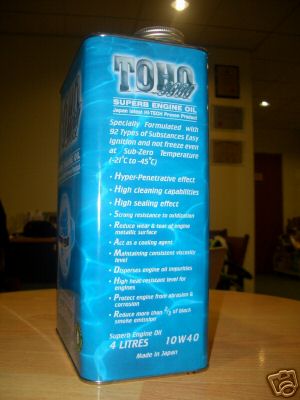 TOHO
SUPERB ENGINE OIL
Japan latest HI-TECH Proven Product
Specially Formulated with
92 Types of Substances Easy
Ignition and not freeze even
at Sub-Zero Temperature
(-21°C to -45°C)
• Hyper-Penetrative effect
• High cleaning capabilities
• High sealing effect
• Strong resistance to oxidization
• Reduce wear & tear of engine
metallic surface
• Act as a cooling agent
• Maintaining consistent viscosity
level
• Disperses engine oil impurities
• High heat resistant level for
engines
• Protect engine from abrasion &
corrosion
• Reduce more than 1/2 of black
smoke emission
Superb Engine Oil
4 LITRES 10W40
Made in Japan